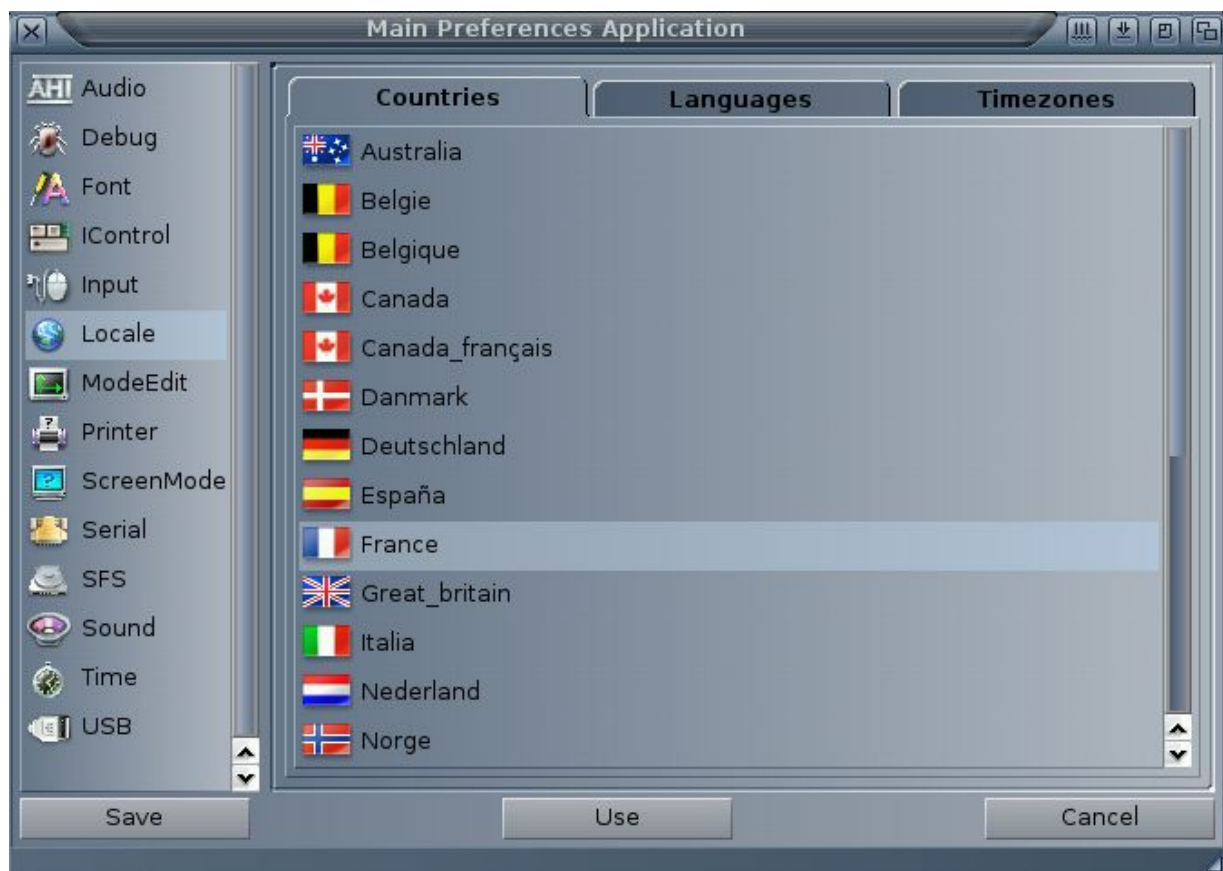 Main Preferences Application
AHI Audio
Debug
Font
IControl
Input
Locale
ModeEdit
Printer
ScreenMode
Serial
SFS
Sound
Time
USB
Countries
Languages
Timezones
Australia
Belgie
Belgique
Canada
Canada_français
Danmark
Deutschland
España
France
Great_britain
Italia
Nederland
Norge
Save
Use
Cancel